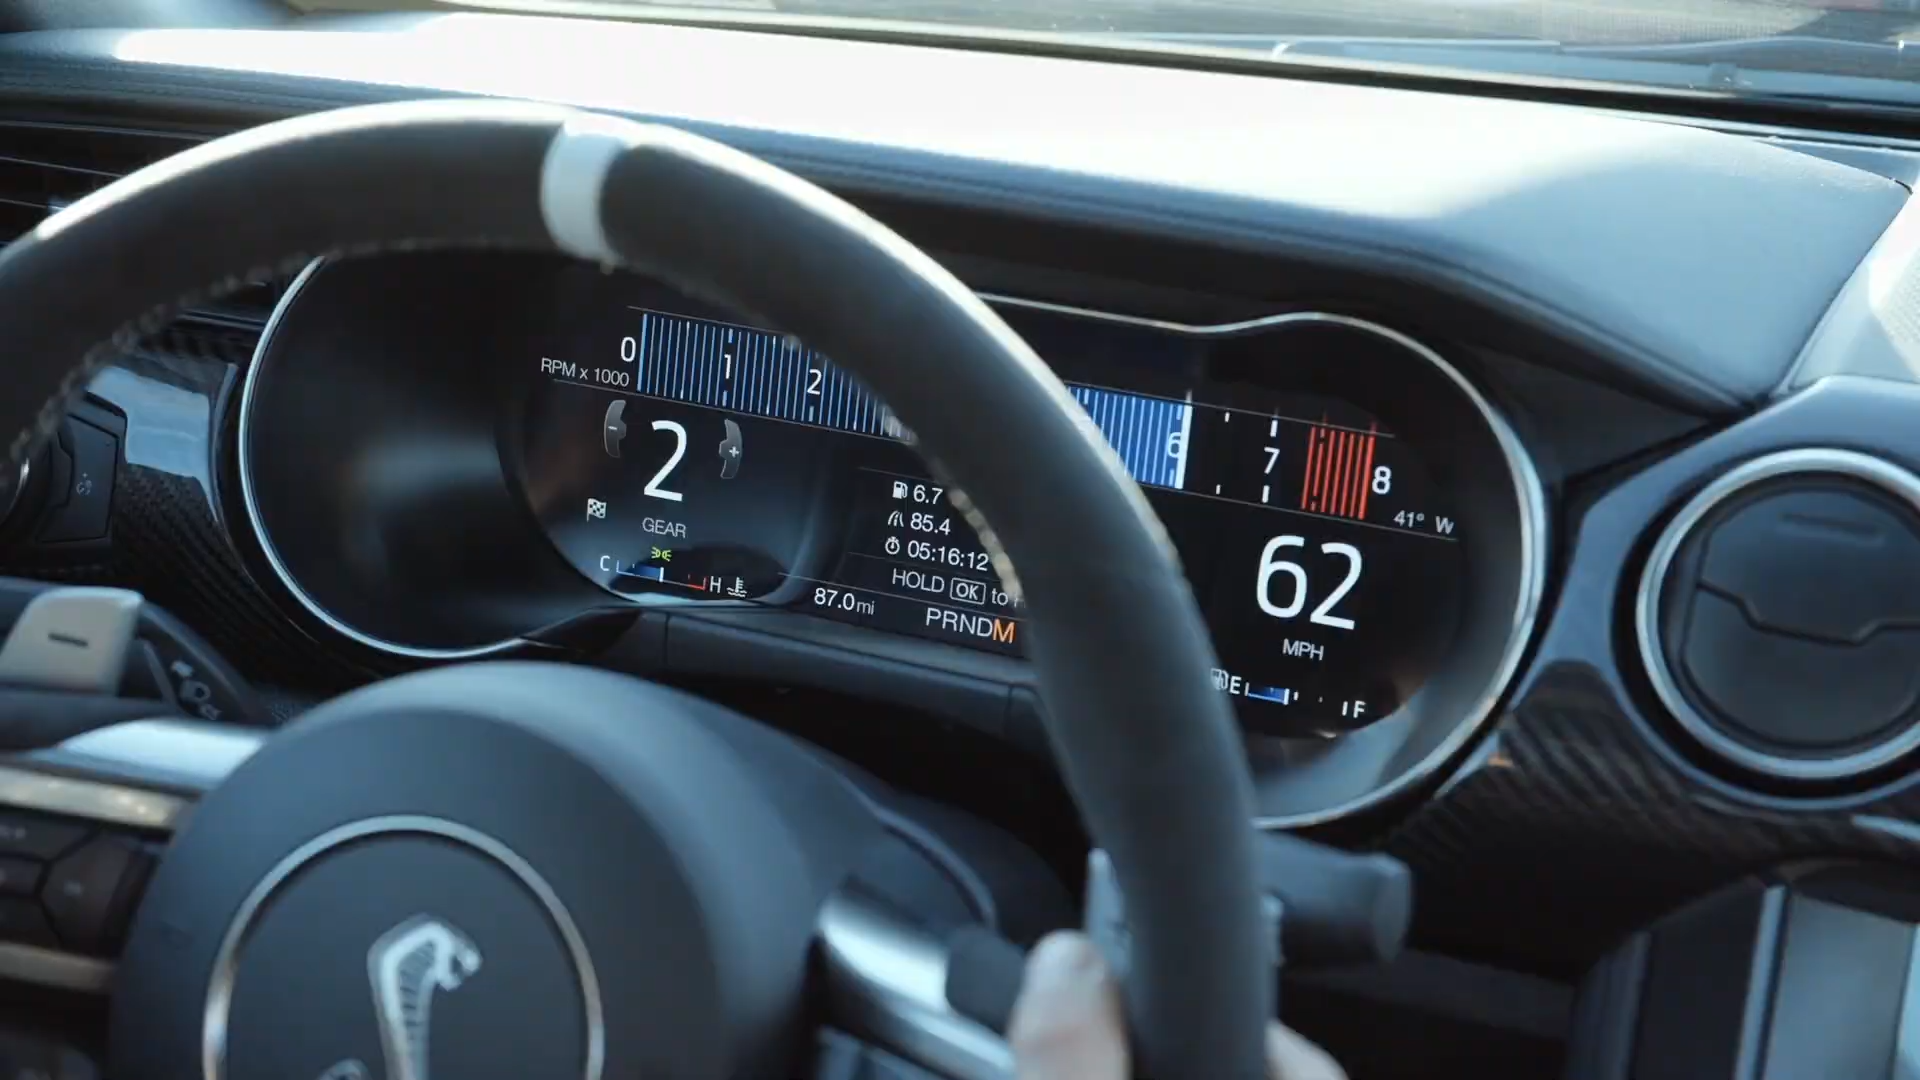 0 1 2 6 7 8
RPM x 1000
- 2 +
GEAR
C H
6.7
85.4
05:16:12
HOLD OK to
87.0mi
PRNDM
41° W
62
MPH
E F